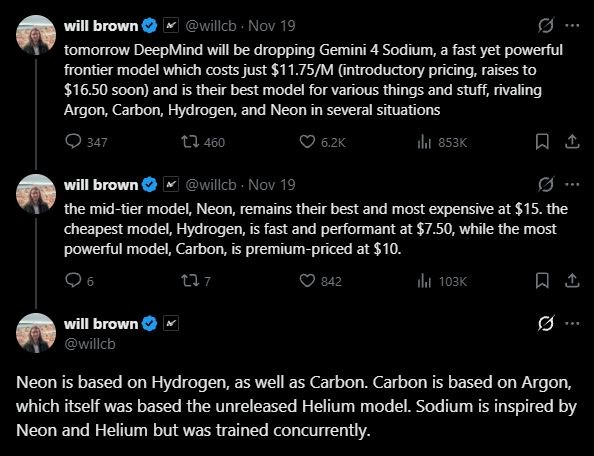 will brown @willcb · Nov 19
tomorrow DeepMind will be dropping Gemini 4 Sodium, a fast yet powerful
frontier model which costs just $11.75/M (introductory pricing, raises to
$16.50 soon) and is their best model for various things and stuff, rivaling
Argon, Carbon, Hydrogen, and Neon in several situations
347 460 6.2K 853K
will brown @willcb · Nov 19
the mid-tier model, Neon, remains their best and most expensive at $15. the
cheapest model, Hydrogen, is fast and performant at $7.50, while the most
powerful model, Carbon, is premium-priced at $10.
6 7 842 103K
will brown
@willcb
Neon is based on Hydrogen, as well as Carbon. Carbon is based on Argon,
which itself was based the unreleased Helium model. Sodium is inspired by
Neon and Helium but was trained concurrently.